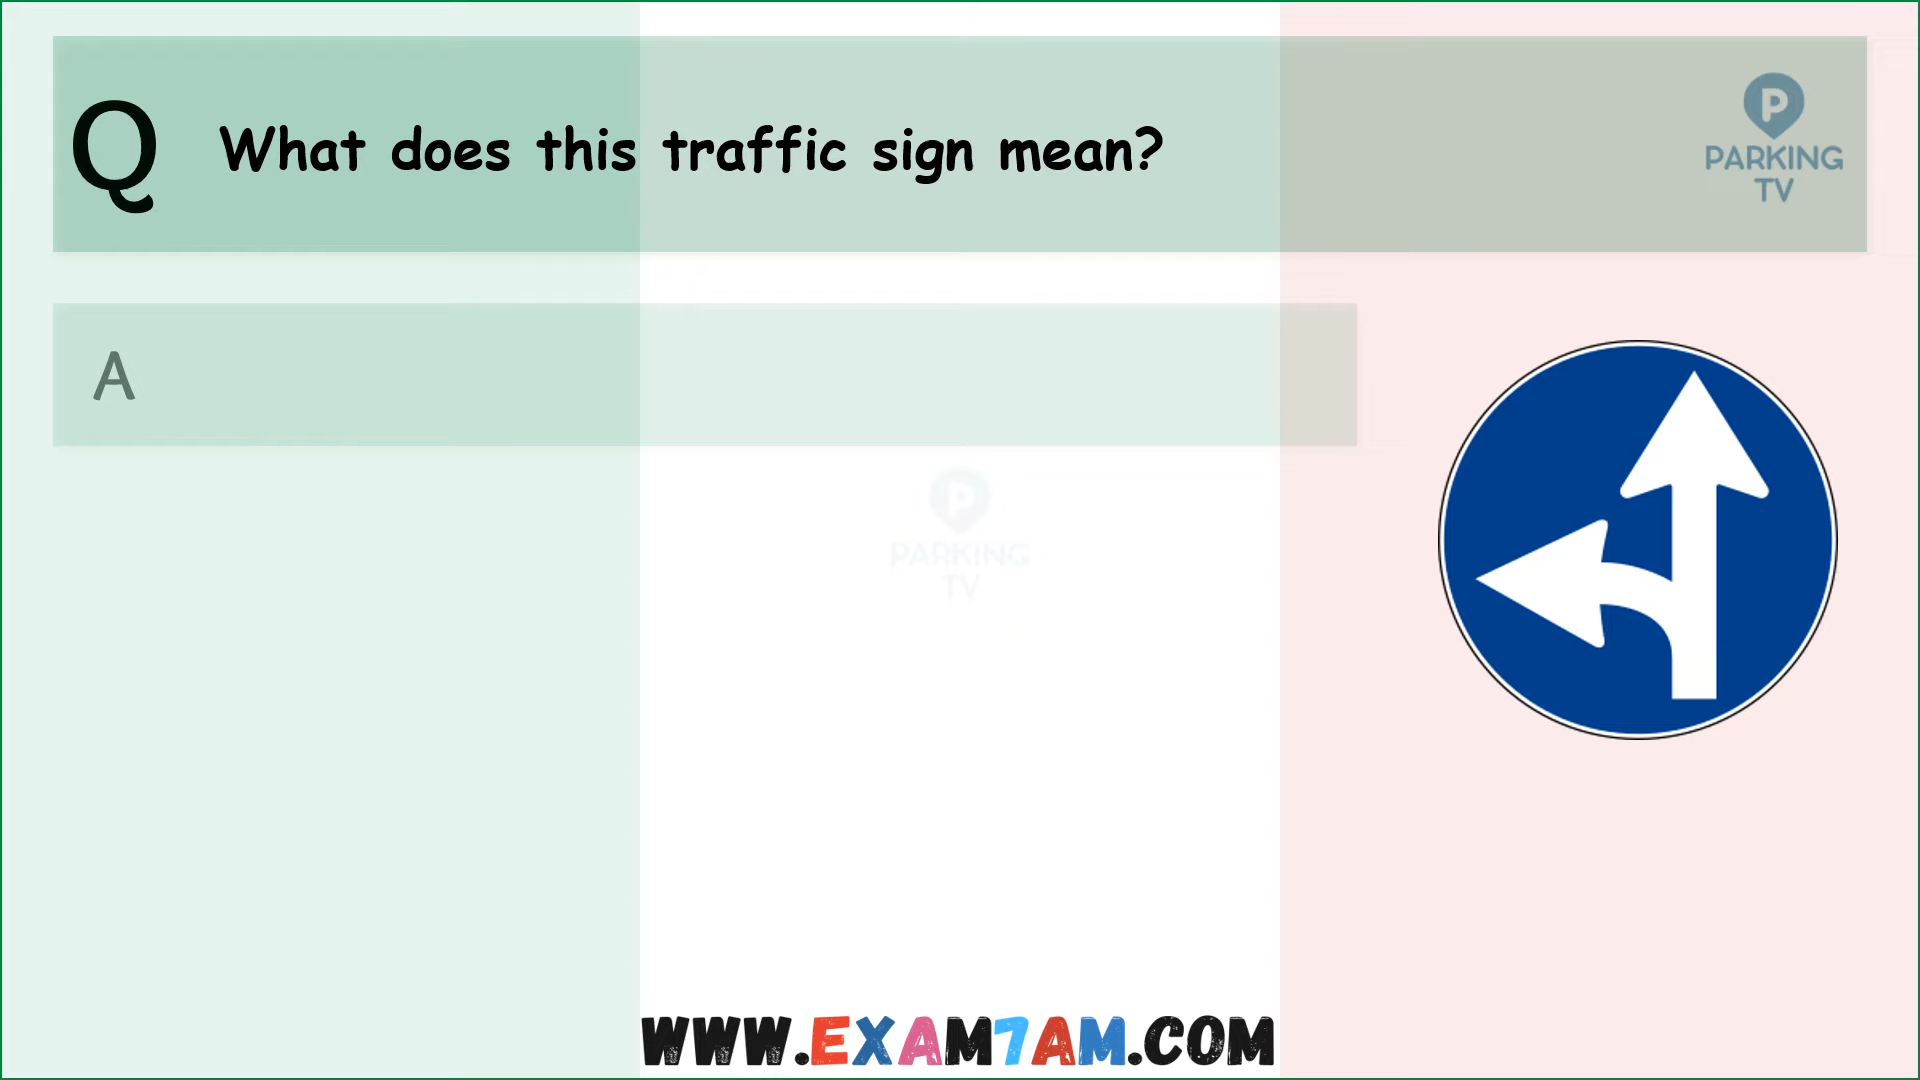 Q What does this traffic sign mean?
P
PARKING
TV
A
P
PARKING
TV
WWW.EXAM7AM.COM